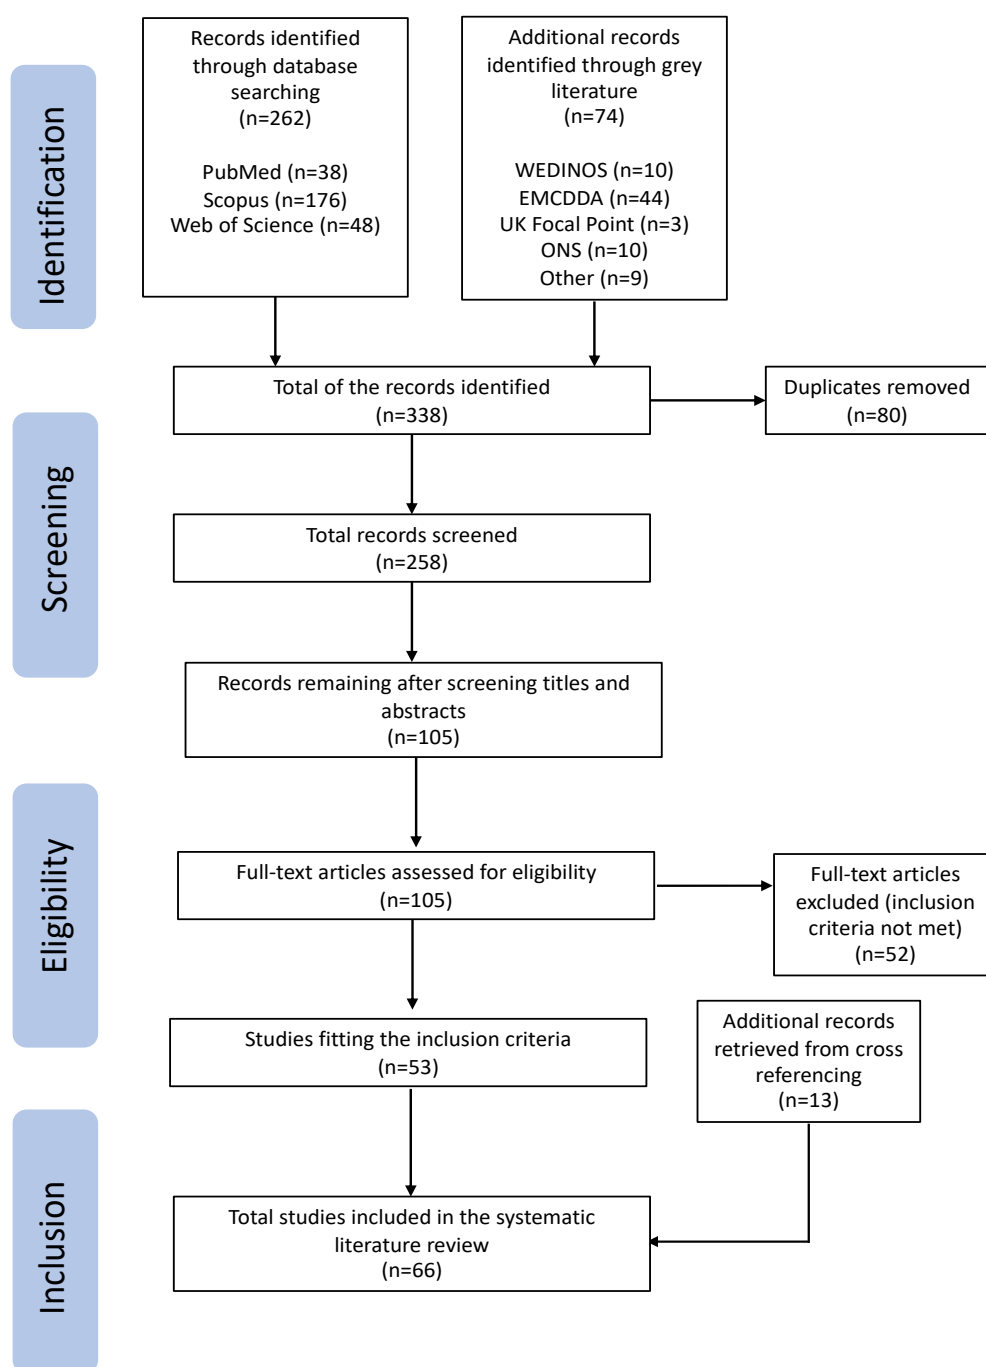 Identification
Records identified
through database
searching
(n=262)
PubMed (n=38)
Scopus (n=176)
Web of Science (n=48)
Additional records
identified through grey
literature
(n=74)
WEDINOS (n=10)
EMCDDA (n=44)
UK Focal Point (n=3)
ONS (n=10)
Other (n=9)
Total of the records identified
(n=338)
Duplicates removed
(n=80)
Screening
Total records screened
(n=258)
Records remaining after screening titles and
abstracts
(n=105)
Eligibility
Full-text articles assessed for eligibility
(n=105)
Full-text articles
excluded (inclusion
criteria not met)
(n=52)
Studies fitting the inclusion criteria
(n=53)
Additional records
retrieved from cross
referencing
(n=13)
Inclusion
Total studies included in the systematic
literature review
(n=66)